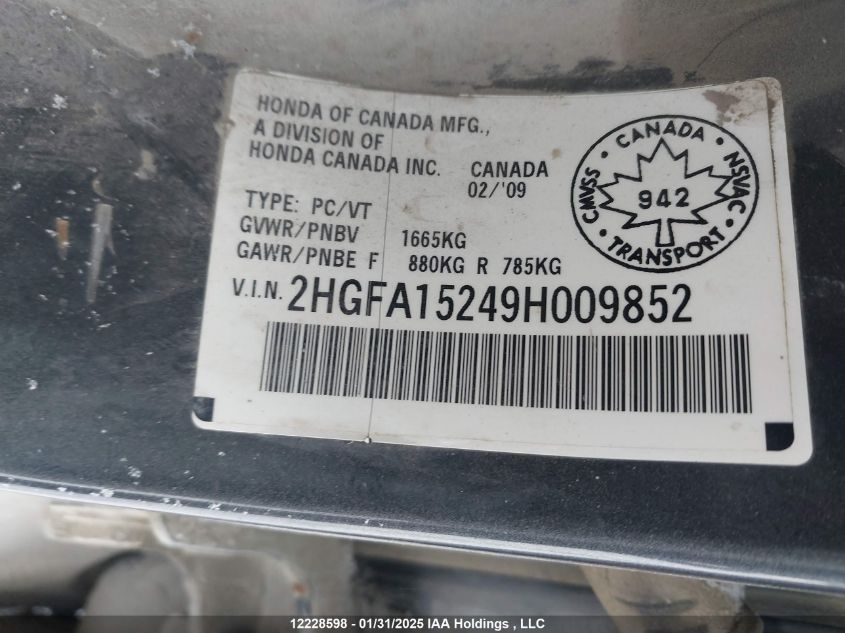 HONDA OF CANADA MFG.,
A DIVISION OF
HONDA CANADA INC. CANADA
02/'09
TYPE: PC/VT
GVWR/PNBV 1665KG
GAWR/PNBE F 880KG R 785KG
V.I.N. 2HGFA15249H009852
CMVSS • CANADA • NSVAC • TRANSPORT •
942
12228598 - 01/31/2025 IAA Holdings , LLC